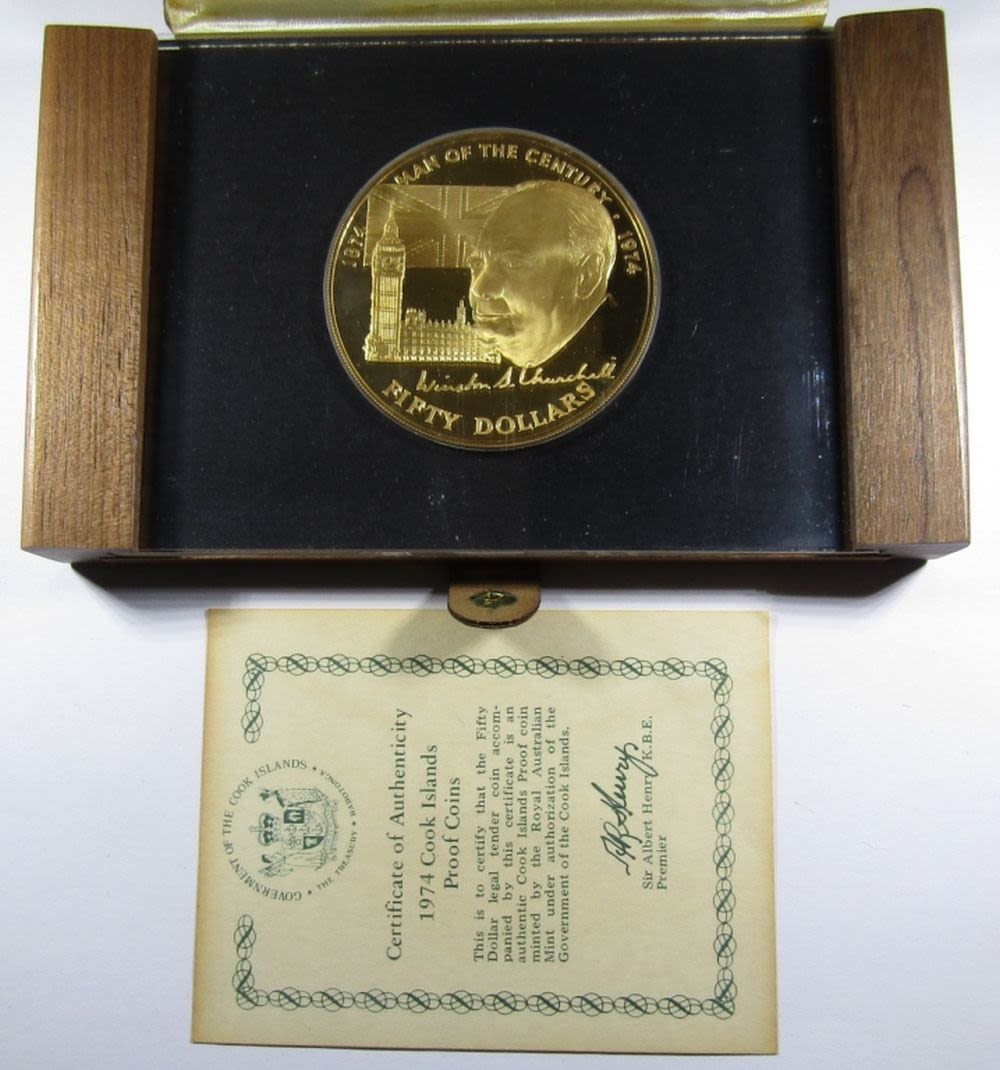 MAN OF THE CENTURY · 1974
1874
Winston S. Churchill
FIFTY DOLLARS
GOVERNMENT OF THE COOK ISLANDS
★ THE TREASURY ★ RAROTONGA ★
Certificate of Authenticity
1974 Cook Islands
Proof Coins
This is to certify that the Fifty
Dollar legal tender coin accom-
panied by this certificate is an
authentic Cook Islands Proof coin
minted by the Royal Australian
Mint under authorization of the
Government of the Cook Islands.
Sir Albert Henry K.B.E.
Premier